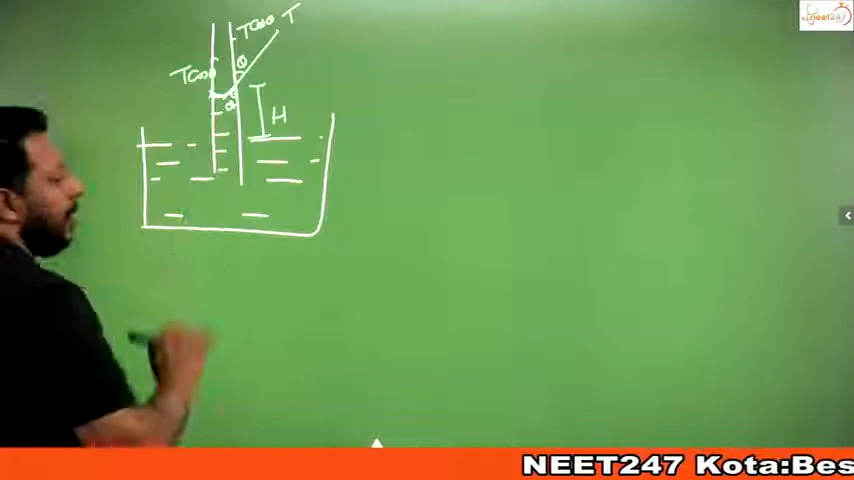 TCosθ T
θ
TCosθ
θ
H
neet247
NEET247 Kota:Bes